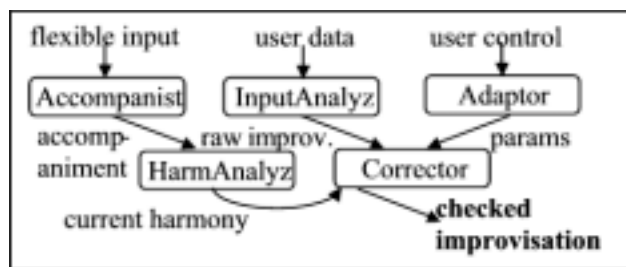 flexible input
user data
user control
Accompanist
InputAnalyz
Adaptor
accomp-
animent
raw improv.
params
HarmAnalyz
Corrector
current harmony
checked
improvisation